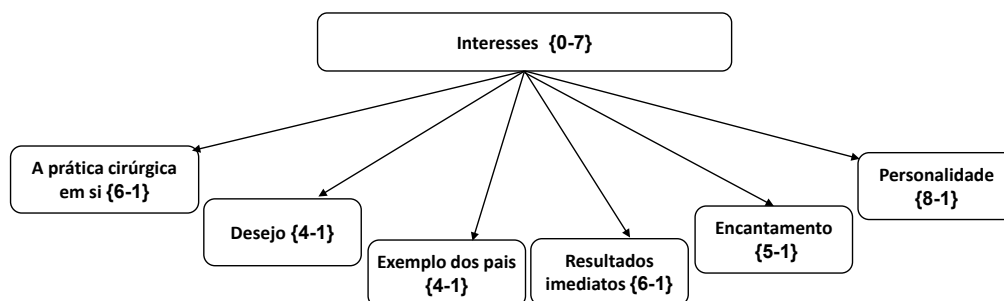 Interesses {0-7}
A prática cirúrgica
em si {6-1}
Desejo {4-1}
Exemplo dos pais
{4-1}
Resultados
imediatos {6-1}
Encantamento
{5-1}
Personalidade
{8-1}